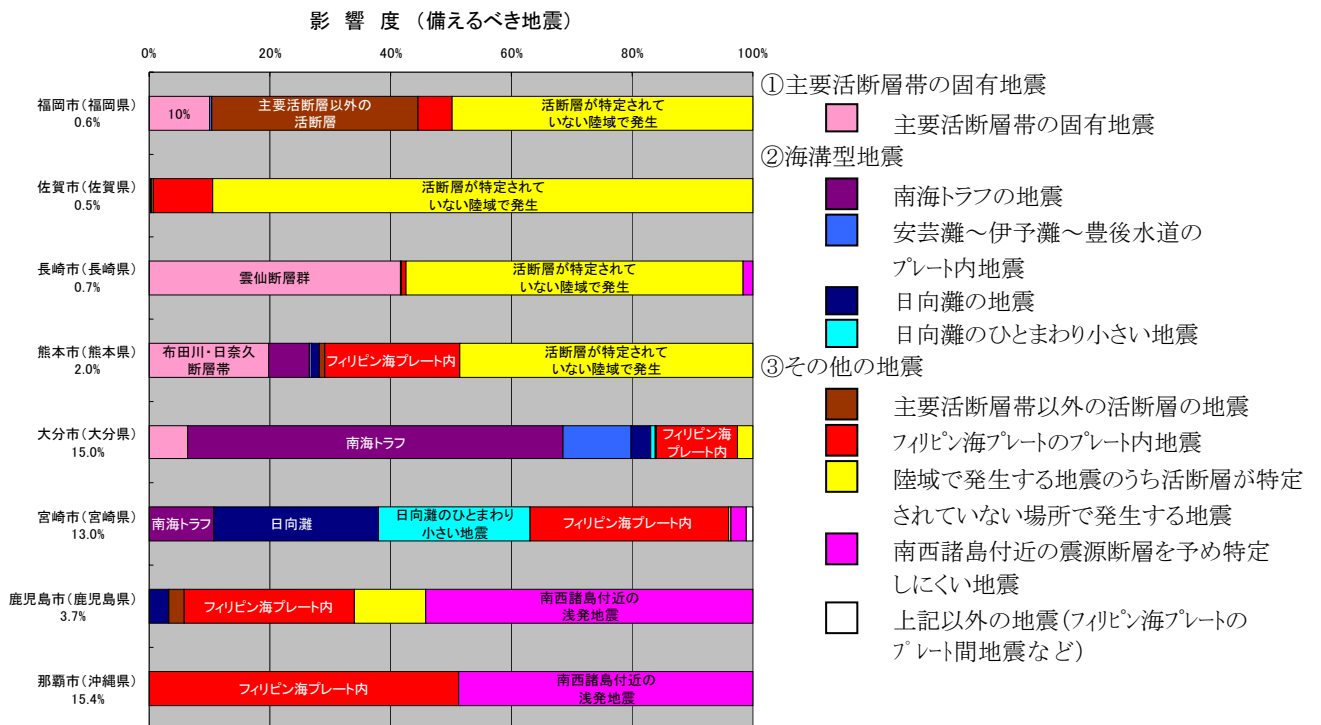 影 響 度 （備えるべき地震）
0% 20% 40% 60% 80% 100%
福岡市（福岡県）
0.6%
10%
主要活断層以外の
活断層
活断層が特定されて
いない陸域で発生
佐賀市（佐賀県）
0.5%
活断層が特定されて
いない陸域で発生
長崎市（長崎県）
0.7%
雲仙断層群
活断層が特定されて
いない陸域で発生
熊本市（熊本県）
2.0%
布田川・日奈久
断層帯
フィリピン海プレート内
活断層が特定されて
いない陸域で発生
大分市（大分県）
15.0%
南海トラフ
フィリピン海
プレート内
宮崎市（宮崎県）
13.0%
南海トラフ
日向灘
日向灘のひとまわり
小さい地震
フィリピン海プレート内
鹿児島市（鹿児島県）
3.7%
フィリピン海プレート内
南西諸島付近の
浅発地震
那覇市（沖縄県）
15.4%
フィリピン海プレート内
南西諸島付近の
浅発地震
①主要活断層帯の固有地震
主要活断層帯の固有地震
②海溝型地震
南海トラフの地震
安芸灘～伊予灘～豊後水道の
プレート内地震
日向灘の地震
日向灘のひとまわり小さい地震
③その他の地震
主要活断層帯以外の活断層の地震
フィリピン海プレートのプレート内地震
陸域で発生する地震のうち活断層が特定
されていない場所で発生する地震
南西諸島付近の震源断層を予め特定
しにくい地震
上記以外の地震（フィリピン海プレートの
プレート間地震など）